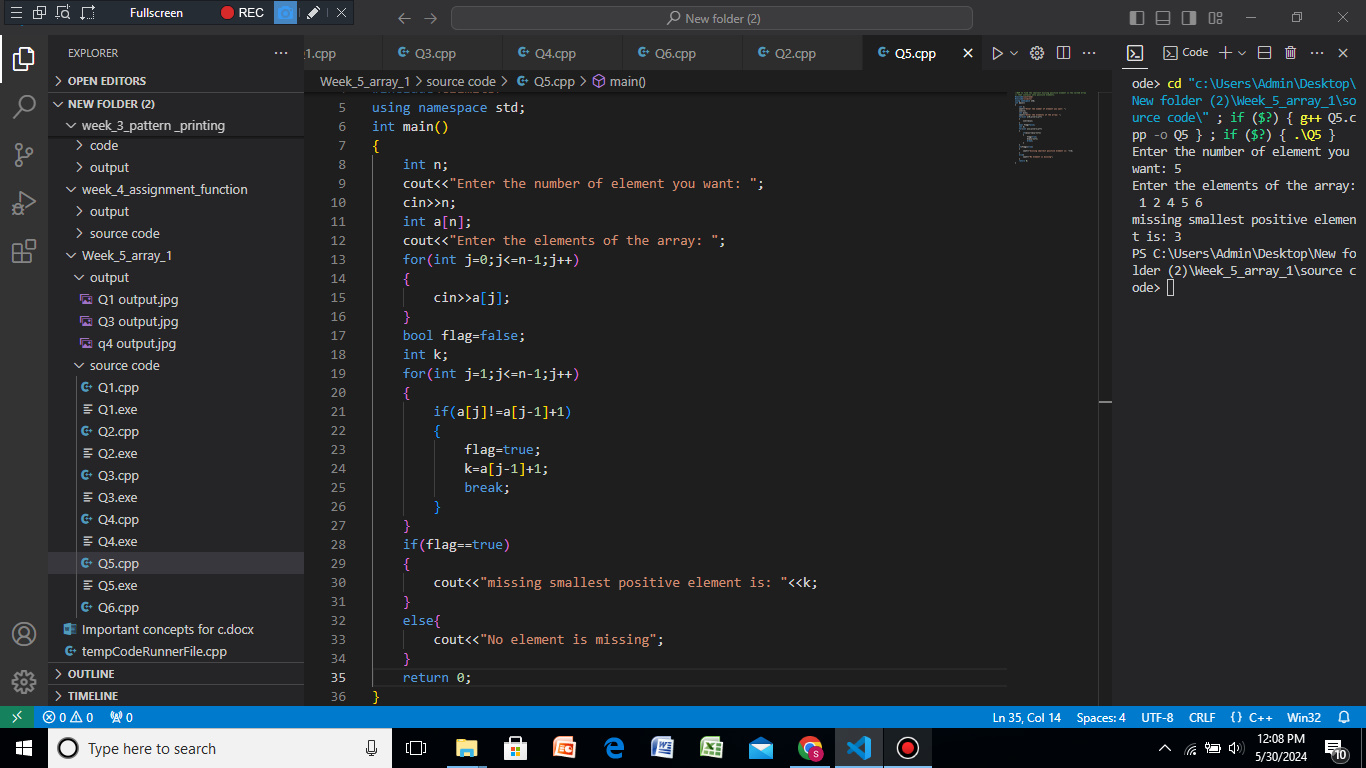 Fullscreen
REC
New folder (2)
EXPLORER
OPEN EDITORS
NEW FOLDER (2)
week_3_pattern _printing
code
output
week_4_assignment_function
output
source code
Week_5_array_1
output
Q1 output.jpg
Q3 output.jpg
q4 output.jpg
source code
Q1.cpp
Q1.exe
Q2.cpp
Q2.exe
Q3.cpp
Q3.exe
Q4.cpp
Q4.exe
Q5.cpp
Q5.exe
Q6.cpp
Important concepts for c.docx
tempCodeRunnerFile.cpp
OUTLINE
TIMELINE
1.cpp Q3.cpp Q4.cpp Q6.cpp Q2.cpp Q5.cpp
Week_5_array_1 > source code > Q5.cpp > main()
5 using namespace std;
6 int main()
7 {
8 int n;
9 cout<<"Enter the number of element you want: ";
10 cin>>n;
11 int a[n];
12 cout<<"Enter the elements of the array: ";
13 for(int j=0;j<=n-1;j++)
14 {
15 cin>>a[j];
16 }
17 bool flag=false;
18 int k;
19 for(int j=1;j<=n-1;j++)
20 {
21 if(a[j]!=a[j-1]+1)
22 {
23 flag=true;
24 k=a[j-1]+1;
25 break;
26 }
27 }
28 if(flag==true)
29 {
30 cout<<"missing smallest positive element is: "<<k;
31 }
32 else{
33 cout<<"No element is missing";
34 }
35 return 0;
36 }
Code
ode> cd "c:\Users\Admin\Desktop\
New folder (2)\Week_5_array_1\so
urce code\" ; if ($?) { g++ Q5.c
pp -o Q5 } ; if ($?) { .\Q5 }
Enter the number of element you
want: 5
Enter the elements of the array:
1 2 4 5 6
missing smallest positive elemen
t is: 3
PS C:\Users\Admin\Desktop\New fo
lder (2)\Week_5_array_1\source c
ode>
0 0 0
Ln 35, Col 14 Spaces: 4 UTF-8 CRLF {} C++ Win32
Type here to search
12:08 PM
5/30/2024
10